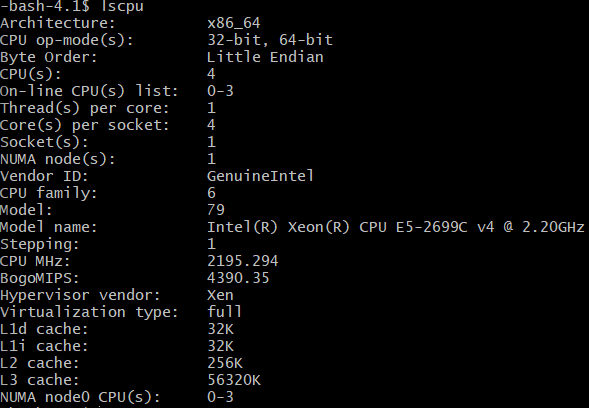 -bash-4.1$ lscpu
Architecture:          x86_64
CPU op-mode(s):        32-bit, 64-bit
Byte Order:            Little Endian
CPU(s):                4
On-line CPU(s) list:   0-3
Thread(s) per core:    1
Core(s) per socket:    4
Socket(s):             1
NUMA node(s):          1
Vendor ID:             GenuineIntel
CPU family:            6
Model:                 79
Model name:            Intel(R) Xeon(R) CPU E5-2699C v4 @ 2.20GHz
Stepping:              1
CPU MHz:               2195.294
BogoMIPS:              4390.35
Hypervisor vendor:     Xen
Virtualization type:   full
L1d cache:             32K
L1i cache:             32K
L2 cache:              256K
L3 cache:              56320K
NUMA node0 CPU(s):     0-3